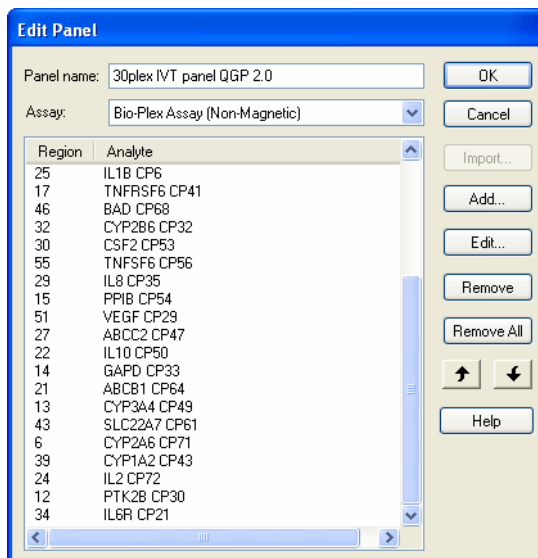 Edit Panel
Panel name: 30plex IVT panel QGP 2.0
OK
Assay: Bio-Plex Assay (Non-Magnetic)
Cancel
Region Analyte
Import...
25 IL1B CP6
17 TNFRSF6 CP41
46 BAD CP68
Add...
32 CYP2B6 CP32
30 CSF2 CP53
Edit...
55 TNFSF6 CP56
29 IL8 CP35
15 PPIB CP54
Remove
51 VEGF CP29
27 ABCC2 CP47
Remove All
22 IL10 CP50
14 GAPD CP33
21 ABCB1 CP64
13 CYP3A4 CP49
43 SLC22A7 CP61
Help
6 CYP2A6 CP71
39 CYP1A2 CP43
24 IL2 CP72
12 PTK2B CP30
34 IL6R CP21